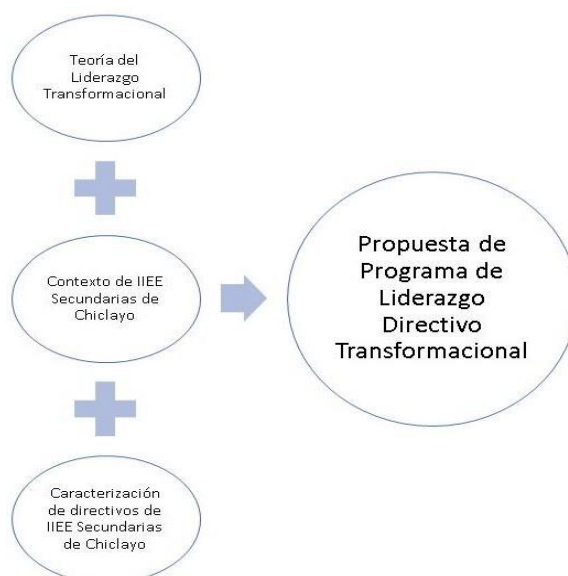 Teoría del
Liderazgo
Transformacional
Contexto de IIEE
Secundarias de
Chiclayo
Caracterización
de directivos de
IIEE Secundarias
de Chiclayo
Propuesta de
Programa de
Liderazgo
Directivo
Transformacional